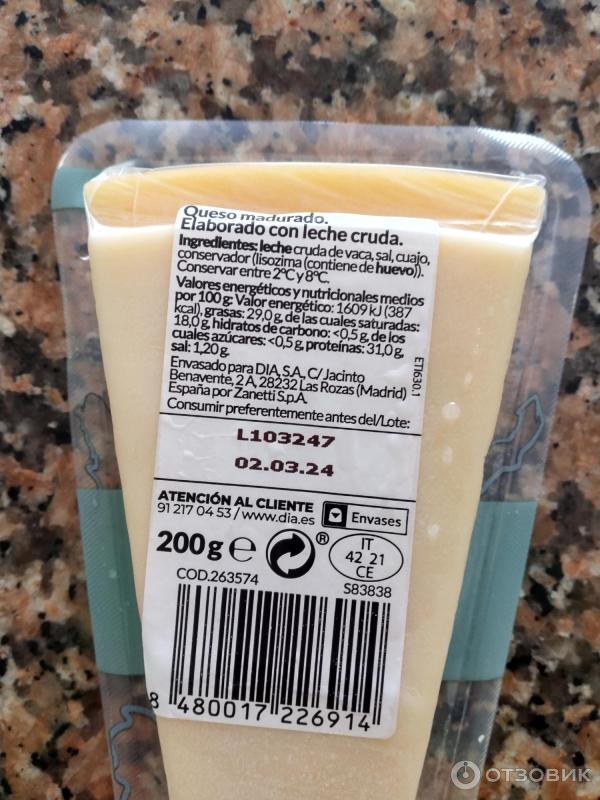 Queso madurado.
Elaborado con leche cruda.
Ingredientes: leche cruda de vaca, sal, cuajo,
conservador (lisozima (contiene de huevo)).
Conservar entre 2ºC y 8ºC.
Valores energéticos y nutricionales medios
por 100 g: Valor energético: 1609 kJ (387
kcal), grasas: 29,0 g, de las cuales saturadas:
18,0 g, hidratos de carbono: <0,5 g, de los
cuales azúcares: <0,5 g, proteínas: 31,0 g,
sal: 1,20 g.
ETI630.1
Envasado para DIA, S.A., C/ Jacinto
Benavente, 2 A, 28232 Las Rozas (Madrid)
España por Zanetti S.p.A.
Consumir preferentemente antes del/Lote:
L103247
02.03.24
ATENCIÓN AL CLIENTE
91 217 04 53 / www.dia.es
Envases
200 g e
®
IT
42 21
CE
COD.263574
S83838
8 480017 226914
ОТЗОВИК